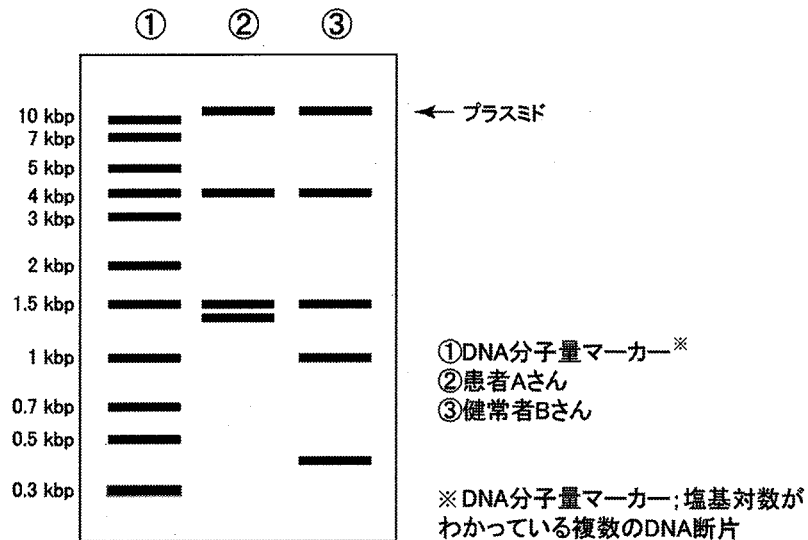 ① ② ③
10 kbp
7 kbp
5 kbp
4 kbp
3 kbp
2 kbp
1.5 kbp
1 kbp
0.7 kbp
0.5 kbp
0.3 kbp
← プラスミド
①DNA分子量マーカー※
②患者Aさん
③健常者Bさん
※DNA分子量マーカー;塩基対数が
わかっている複数のDNA断片